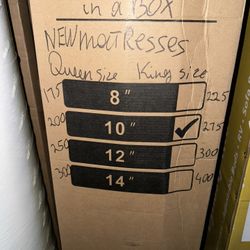 in a BOX
NEW mattresses
Queen size King size
175 8" 225
200 10" ✓ 275
250 12" 300
300 14" 400